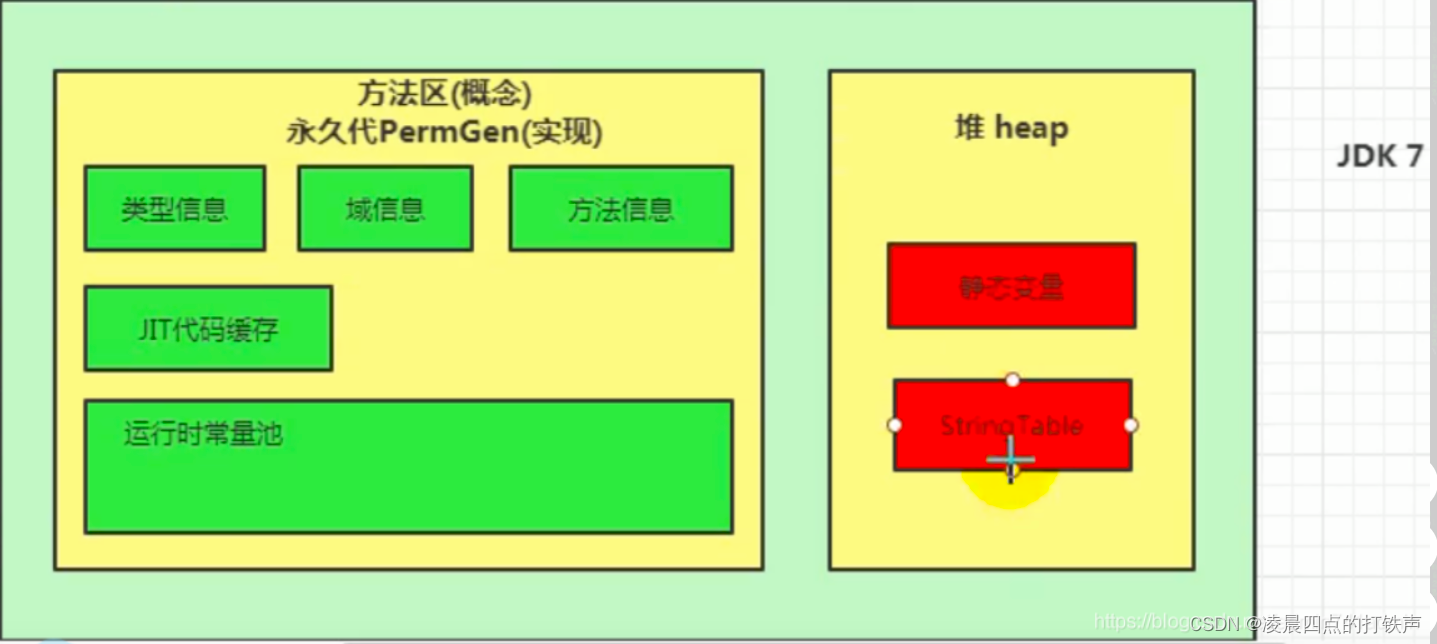 方法区(概念)
永久代PermGen(实现)
类型信息
域信息
方法信息
JIT代码缓存
运行时常量池
堆 heap
静态变量
StringTable
JDK 7
https://blog.
CSDN @凌晨四点的打铁声